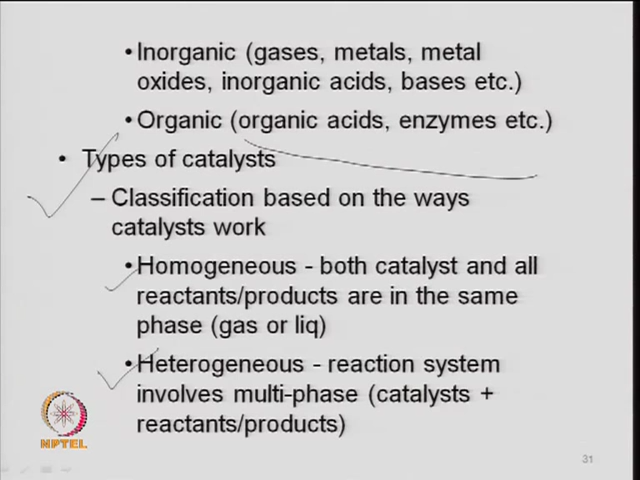 •Inorganic (gases, metals, metal
oxides, inorganic acids, bases etc.)
•Organic (organic acids, enzymes etc.)
• Types of catalysts
– Classification based on the ways
catalysts work
•Homogeneous - both catalyst and all
reactants/products are in the same
phase (gas or liq)
•Heterogeneous - reaction system
involves multi-phase (catalysts +
reactants/products)
NPTEL
31